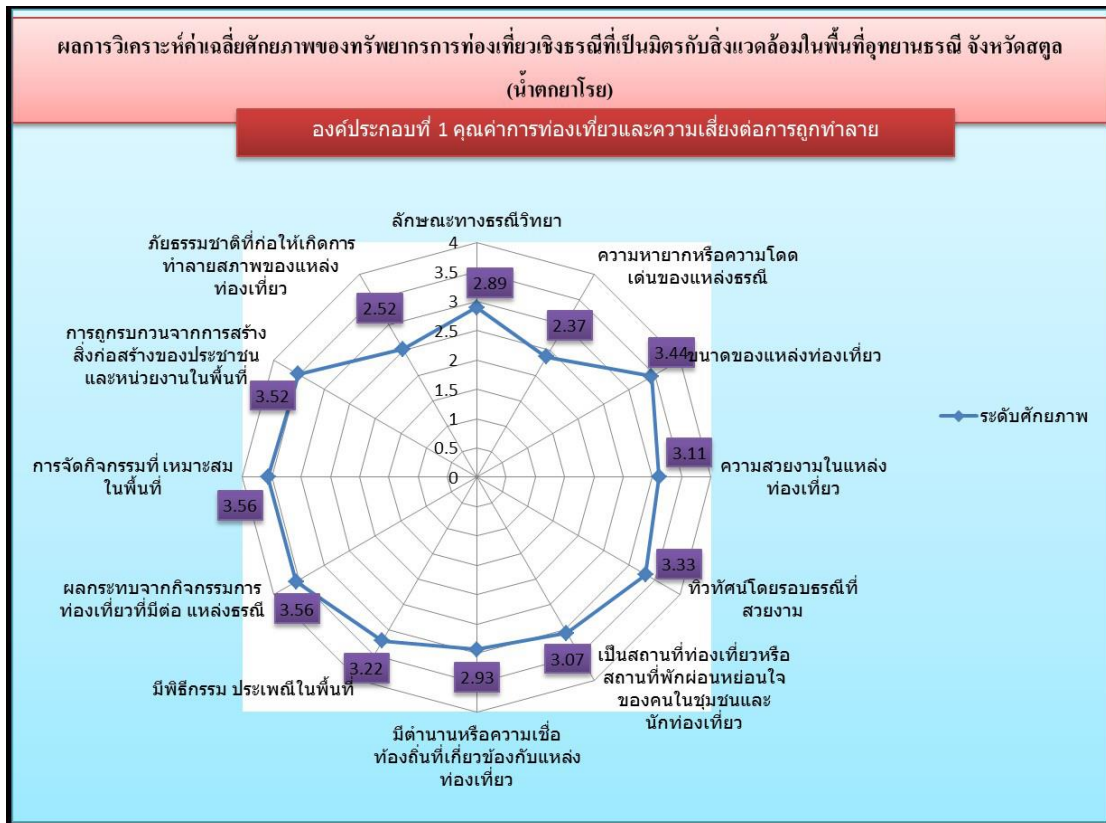 ผลการวิเคราะห์ค่าเฉลี่ยศักยภาพของทรัพยากรการท่องเที่ยวเชิงธรณีที่เป็นมิตรกับสิ่งแวดล้อมในพื้นที่อุทยานธรณี จังหวัดสตูล
(น้ำตกยาโรย)
องค์ประกอบที่ 1 คุณค่าการท่องเที่ยวและความเสี่ยงต่อการถูกทำลาย
ลักษณะทางธรณีวิทยา
2.89
ความหายากหรือความโดด
เด่นของแหล่งธรณี
2.37
ขนาดของแหล่งท่องเที่ยว
3.44
ความสวยงามในแหล่ง
ท่องเที่ยว
3.11
ทิวทัศน์โดยรอบธรณีที่
สวยงาม
3.33
เป็นสถานที่ท่องเที่ยวหรือ
สถานที่พักผ่อนหย่อนใจ
ของคนในชุมชนและ
นักท่องเที่ยว
3.07
มีตำนานหรือความเชื่อ
ท้องถิ่นที่เกี่ยวข้องกับแหล่ง
ท่องเที่ยว
2.93
มีพิธีกรรม ประเพณีในพื้นที่
3.22
ผลกระทบจากกิจกรรมการ
ท่องเที่ยวที่มีต่อ แหล่งธรณี
3.56
การจัดกิจกรรมที่ เหมาะสม
ในพื้นที่
3.56
การถูกรบกวนจากการสร้าง
สิ่งก่อสร้างของประชาชน
และหน่วยงานในพื้นที่
3.52
ภัยธรรมชาติที่ก่อให้เกิดการ
ทำลายสภาพของแหล่ง
ท่องเที่ยว
2.52
4
3.5
3
2.5
2
1.5
1
0.5
0
ระดับศักยภาพ